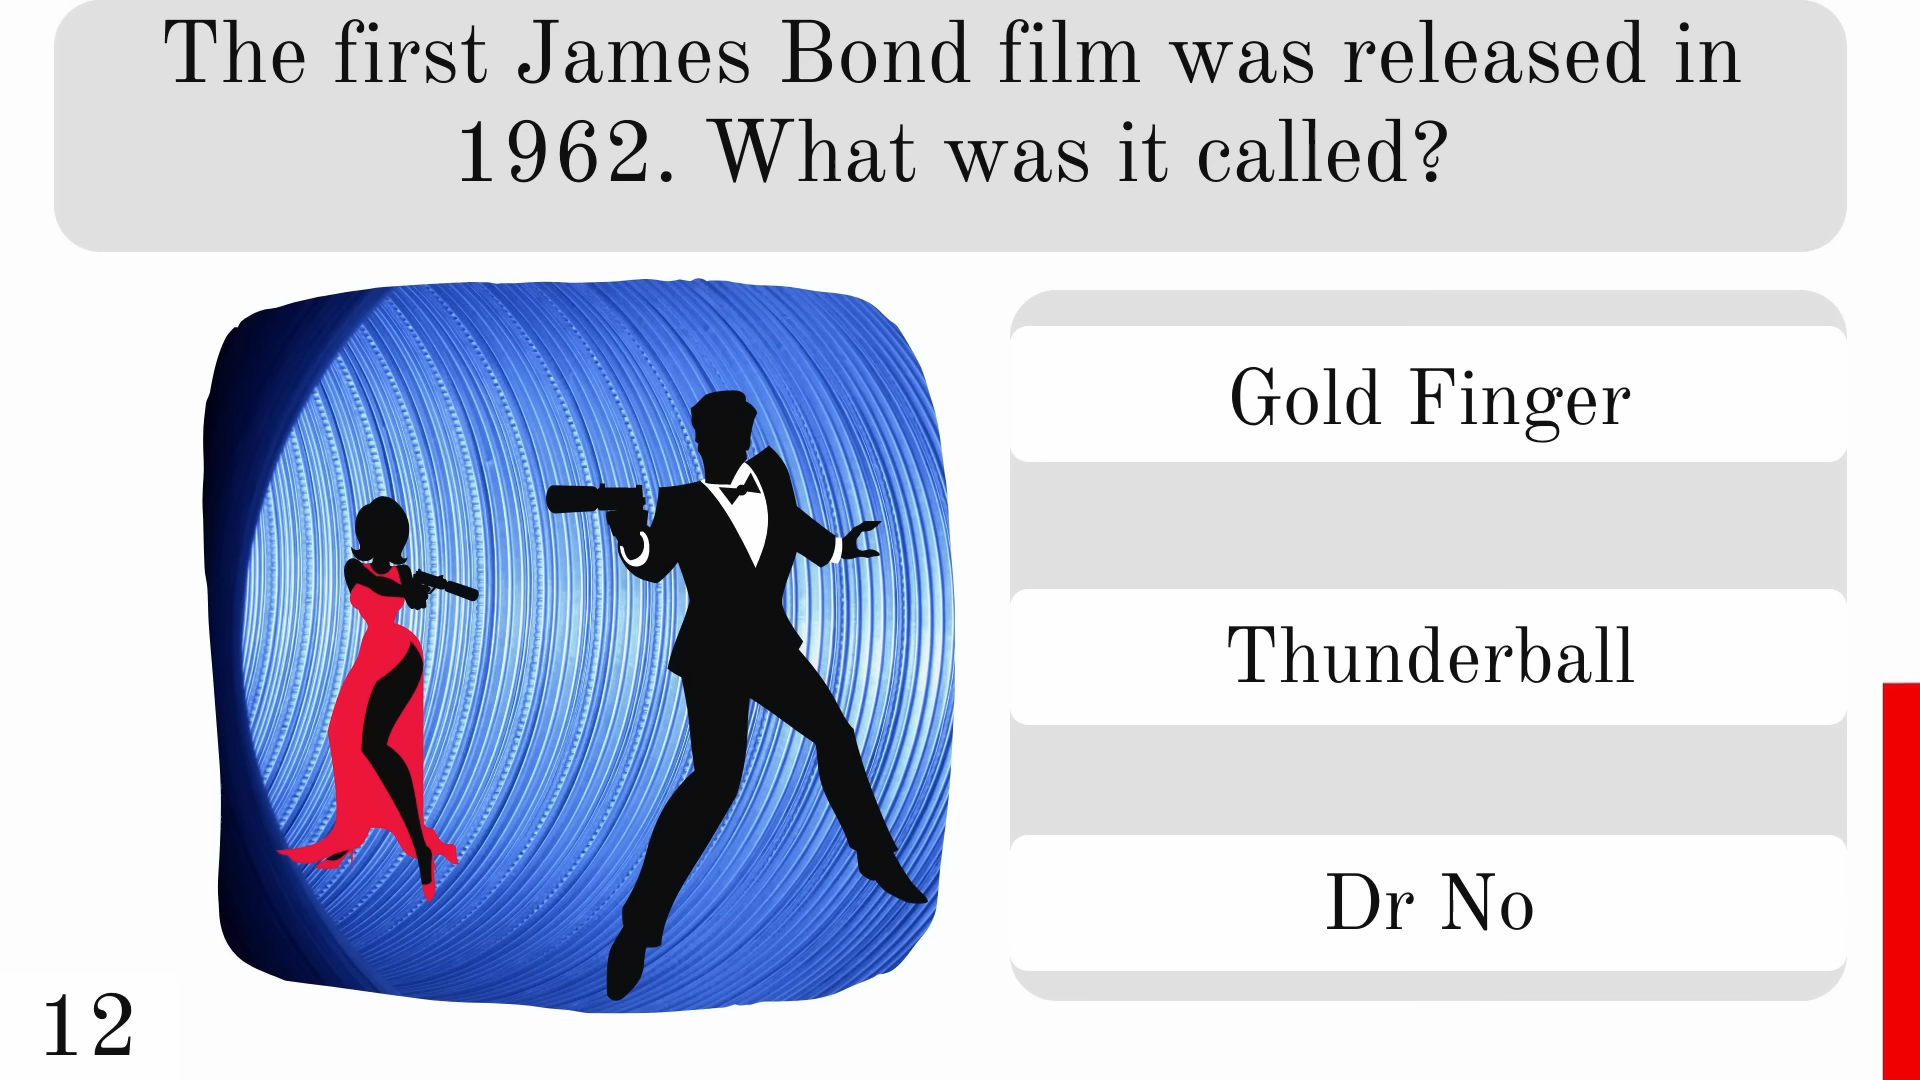 The first James Bond film was released in
1962. What was it called?
Gold Finger
Thunderball
Dr No
12